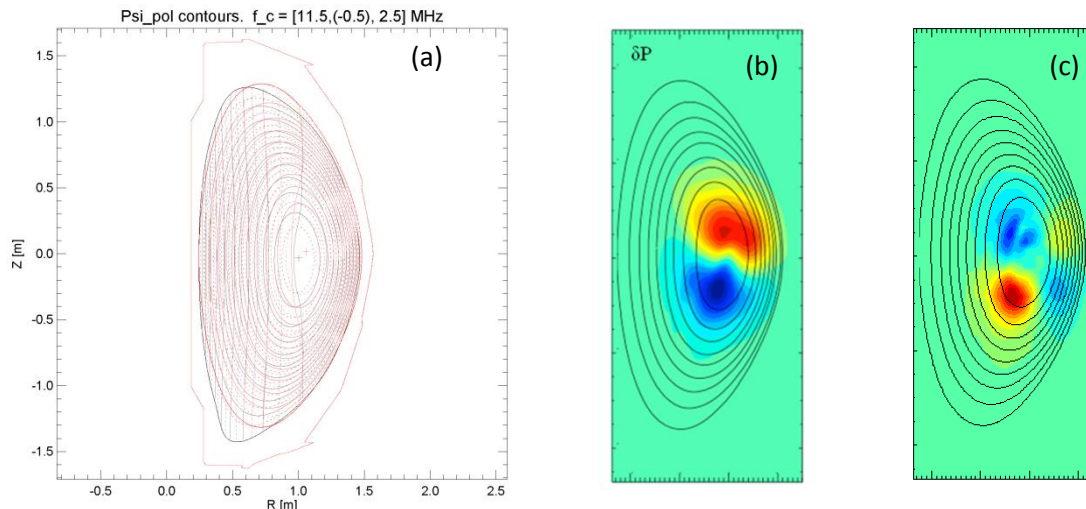 Psi_pol contours. f_c = [11.5,(-0.5), 2.5] MHz
(a)
1.5
1.0
0.5
0.0
-0.5
-1.0
-1.5
Z [m]
-0.5
0.0
0.5
1.0
1.5
2.0
2.5
R [m]
δP
(b)
(c)